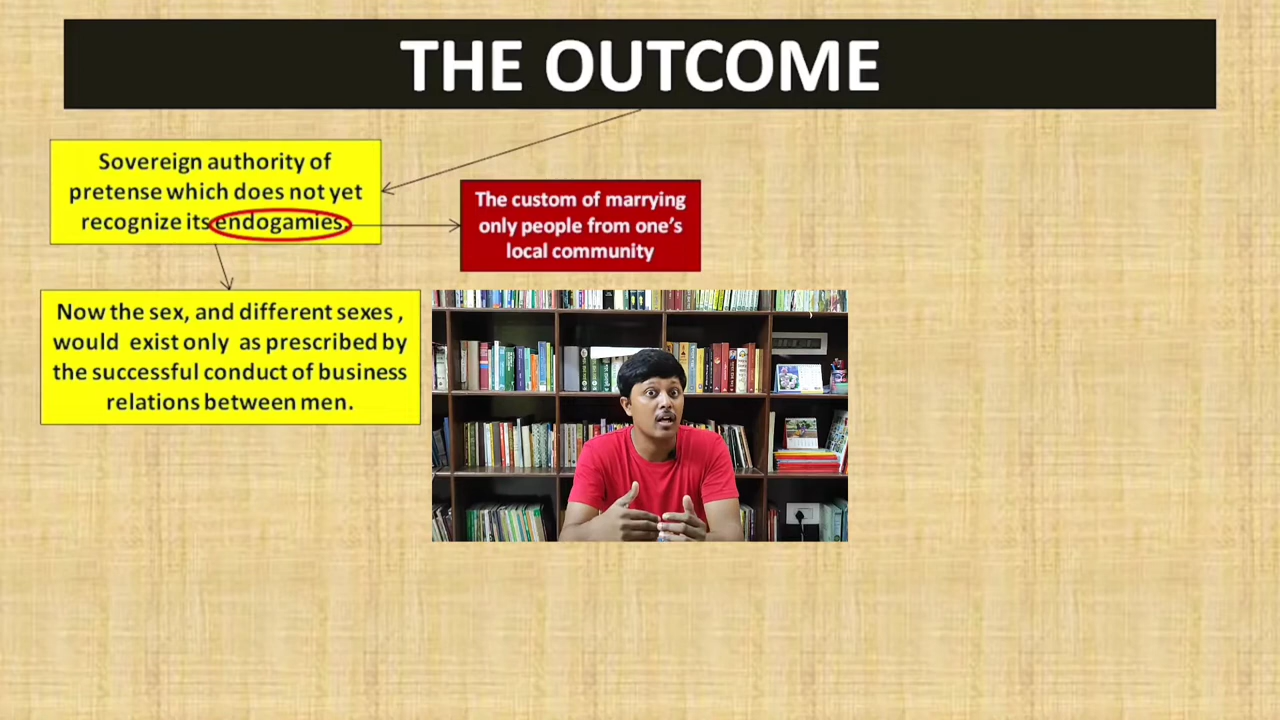 THE OUTCOME
Sovereign authority of
pretense which does not yet
recognize its endogamies.
The custom of marrying
only people from one's
local community
Now the sex, and different sexes ,
would exist only as prescribed by
the successful conduct of business
relations between men.